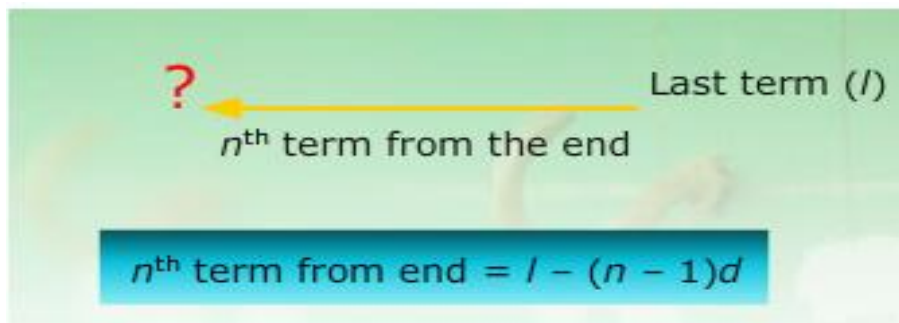 ?
Last term (l)
nth term from the end
nth term from end = l – (n – 1)d